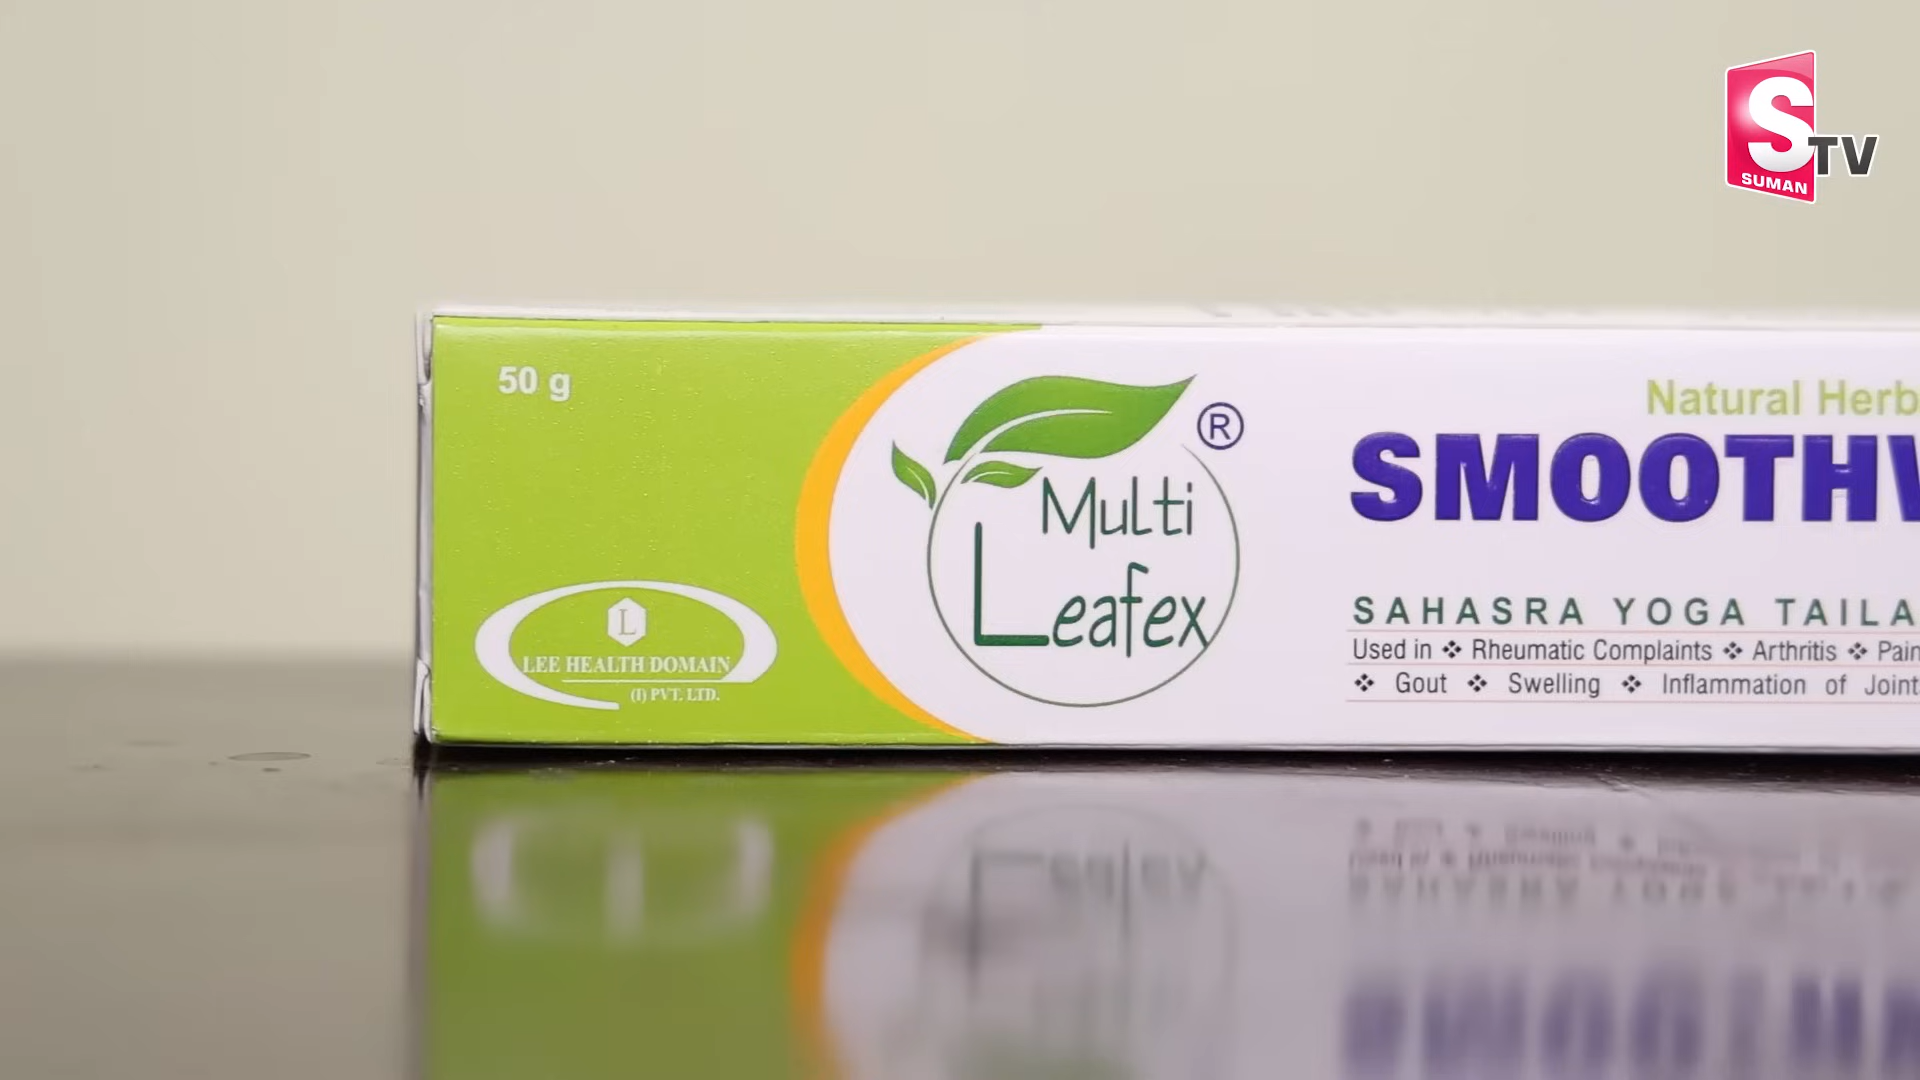 S
TV
SUMAN
50 g
Multi
Leafex
®
L
LEE HEALTH DOMAIN
(I) PVT. LTD.
Natural Herb
SMOOTH
SAHASRA YOGA TAILA
Used in ❖ Rheumatic Complaints ❖ Arthritis ❖ Pain
❖ Gout ❖ Swelling ❖ Inflammation of Joint